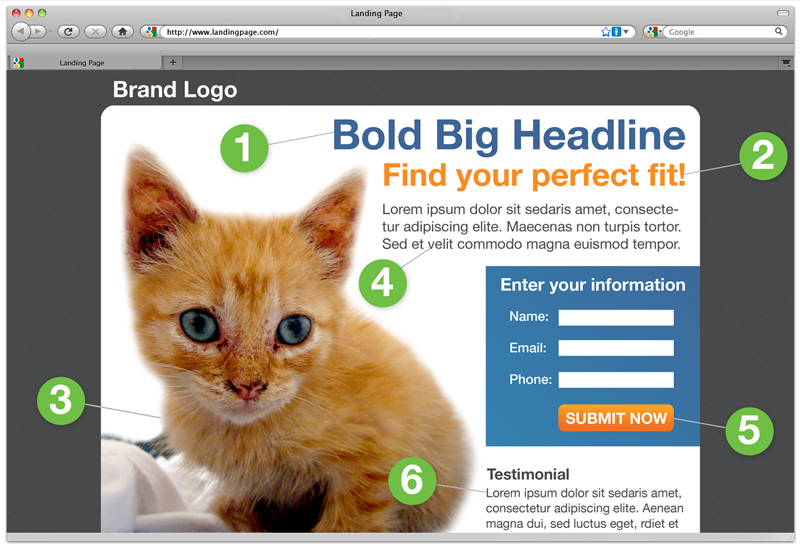 Landing Page
http://www.landingpage.com/
Google
Landing Page
+
Brand Logo
1
Bold Big Headline
2
Find your perfect fit!
Lorem ipsum dolor sit sedaris amet, consecte-
tur adipiscing elite. Maecenas non turpis tortor.
Sed et velit commodo magna euismod tempor.
4
Enter your information
Name:
Email:
Phone:
3
SUBMIT NOW
5
6
Testimonial
Lorem ipsum dolor sit sedaris amet,
consectetur adipiscing elite. Aenean
magna dui, sed luctus eget, rdiet et